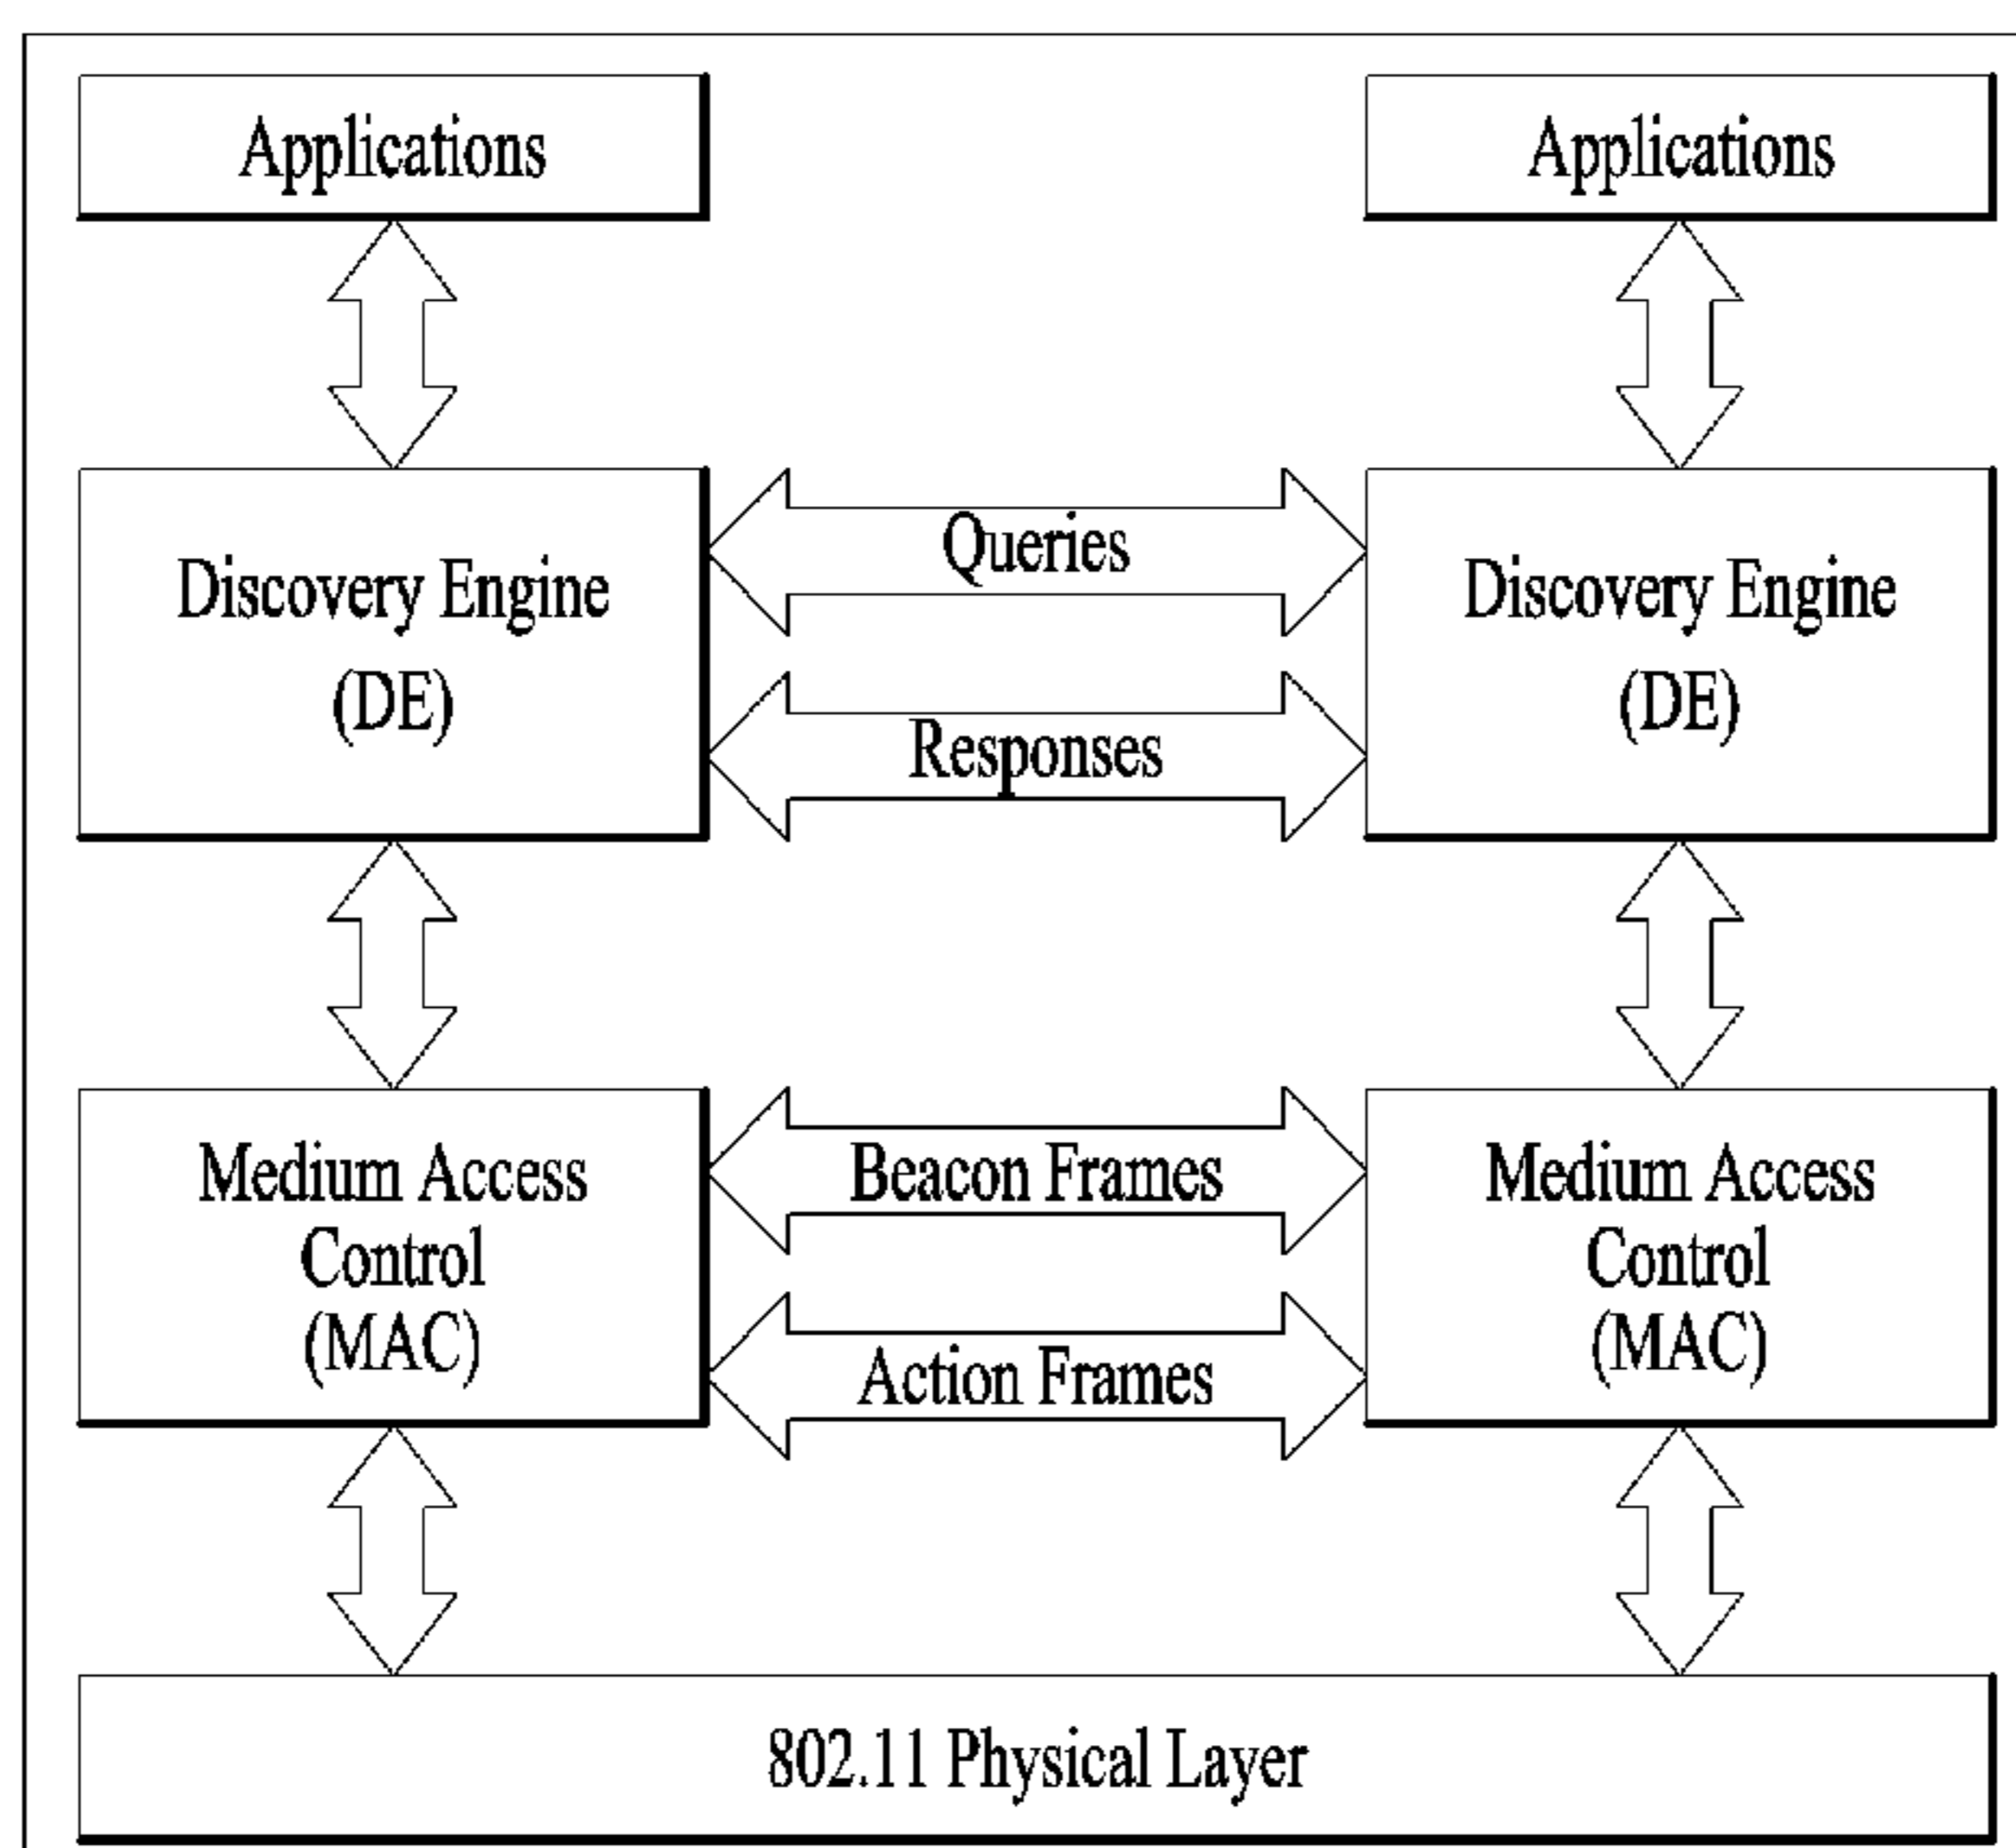 Applications
Applications
Discovery Engine
(DE)
Queries
Responses
Discovery Engine
(DE)
Medium Access
Control
(MAC)
Beacon Frames
Action Frames
Medium Access
Control
(MAC)
802.11 Physical Layer